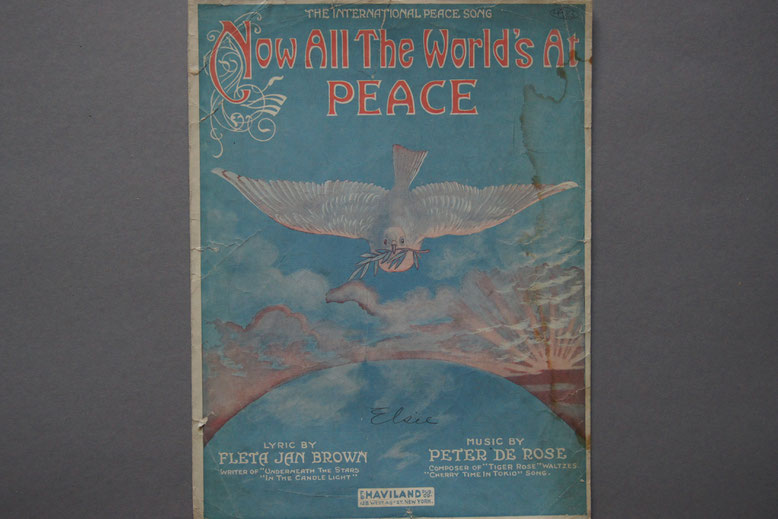 THE INTERNATIONAL PEACE SONG
Now All The World's At
PEACE
Elsie
LYRIC BY
FLETA JAN BROWN
WRITER OF "UNDERNEATH THE STARS
"IN THE CANDLE LIGHT"
MUSIC BY
PETER DE ROSE
COMPOSER OF "TIGER ROSE" WALTZES
"CHERRY TIME IN TOKIO" SONG.
HAVILAND
NEW YORK.